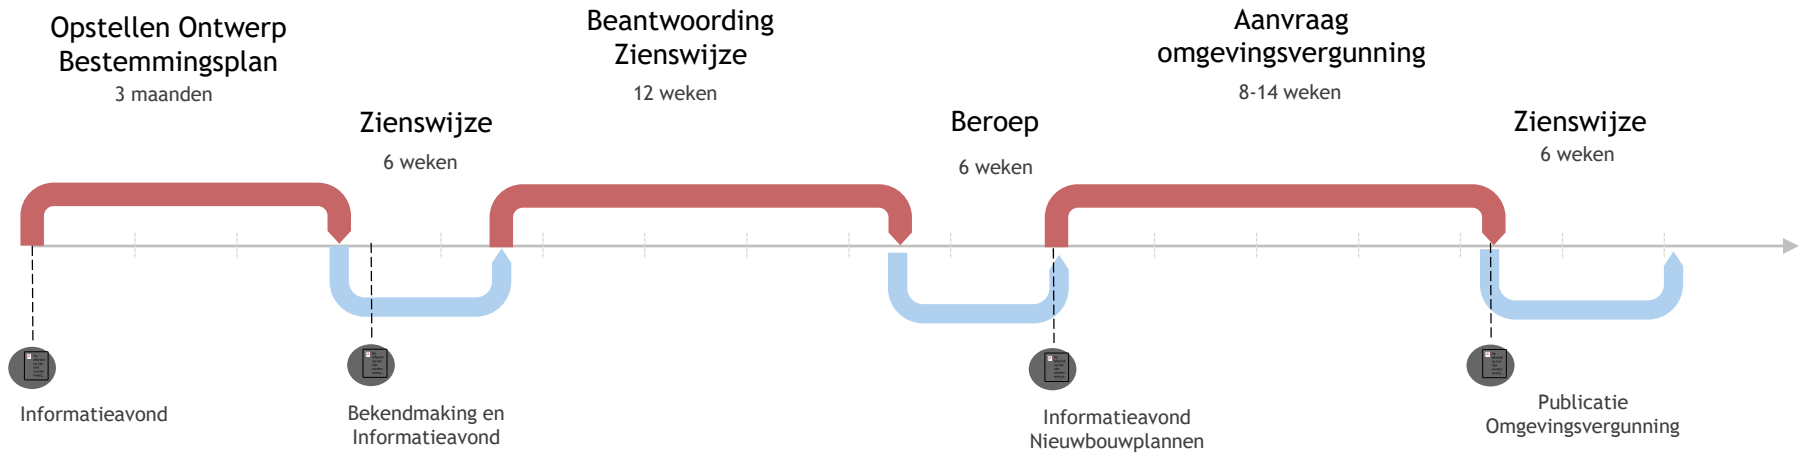 Opstellen Ontwerp
Bestemmingsplan
3 maanden
Zienswijze
6 weken
Beantwoording
Zienswijze
12 weken
Beroep
6 weken
Aanvraag
omgevingsvergunning
8-14 weken
Zienswijze
6 weken
Informatieavond
Bekendmaking en
Informatieavond
Informatieavond
Nieuwbouwplannen
Publicatie
Omgevingsvergunning